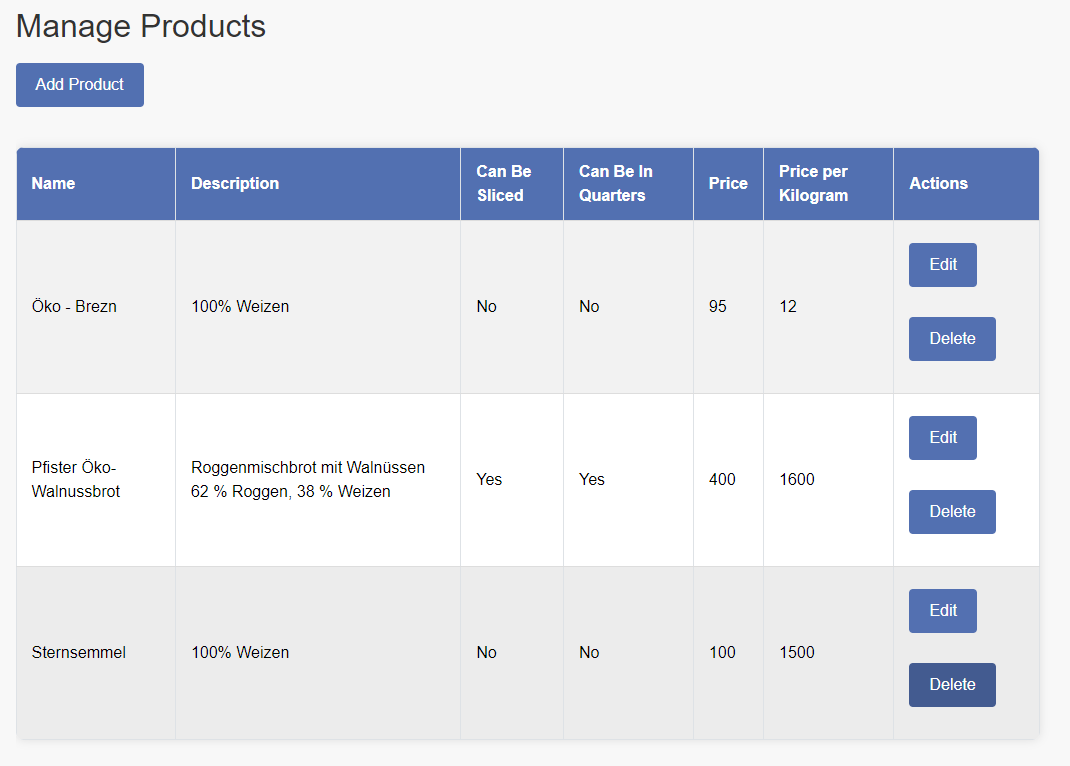 Manage Products
Add Product
Name Description Can Be Sliced Can Be In Quarters Price Price per Kilogram Actions
Öko - Brezn 100% Weizen No No 95 12 Edit
Delete
Pfister Öko-
Walnussbrot
Roggenmischbrot mit Walnüssen
62 % Roggen, 38 % Weizen
Yes Yes 400 1600 Edit
Delete
Sternsemmel 100% Weizen No No 100 1500 Edit
Delete